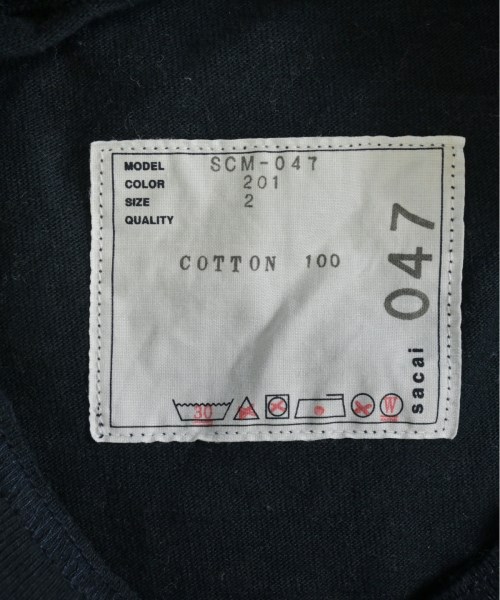 MODEL SCM-047
COLOR 201
SIZE 2
QUALITY
COTTON 100
sacai 047
30
W